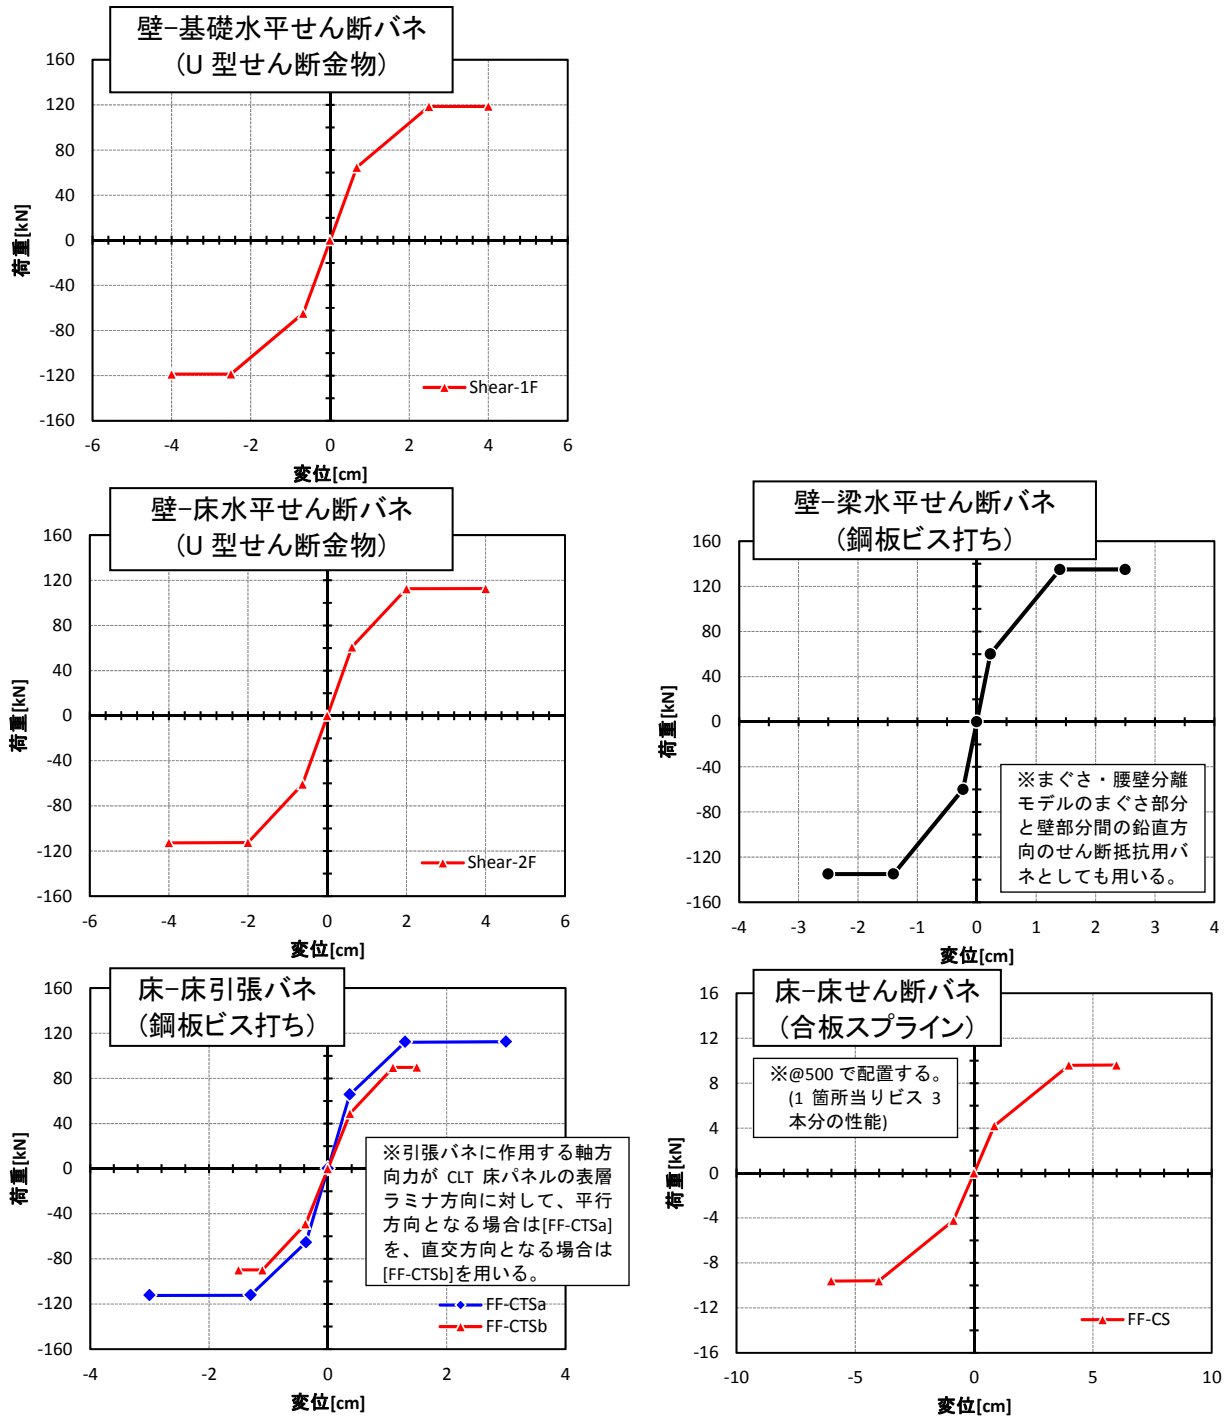 壁−基礎水平せん断バネ
(U 型せん断金物)
160
120
80
40
0
-40
-80
-120
-160
-6
-4
-2
0
2
4
6
荷重[kN]
変位[cm]
Shear-1F
壁−床水平せん断バネ
(U 型せん断金物)
160
120
80
40
0
-40
-80
-120
-160
-6
-4
-2
0
2
4
6
荷重[kN]
変位[cm]
Shear-2F
壁−梁水平せん断バネ
(鋼板ビス打ち)
160
120
80
40
0
-40
-80
-120
-160
-4
-3
-2
-1
0
1
2
3
4
荷重[kN]
変位[cm]
※まぐさ・腰壁分離
モデルのまぐさ部分
と壁部分間の鉛直方
向のせん断抵抗用バ
ネとしても用いる。
床−床引張バネ
(鋼板ビス打ち)
160
120
80
40
0
-40
-80
-120
-160
-4
-2
0
2
4
荷重[kN]
変位[cm]
※引張バネに作用する軸方
向力が CLT 床パネルの表層
ラミナ方向に対して、平行
方向となる場合は[FF-CTSa]
を、直交方向となる場合は
[FF-CTSb]を用いる。
FF-CTSa
FF-CTSb
床−床せん断バネ
(合板スプライン)
16
12
8
4
0
-4
-8
-12
-16
-10
-5
0
5
10
荷重[kN]
変位[cm]
※@500 で配置する。
(1 箇所当りビス 3
本分の性能)
FF-CS